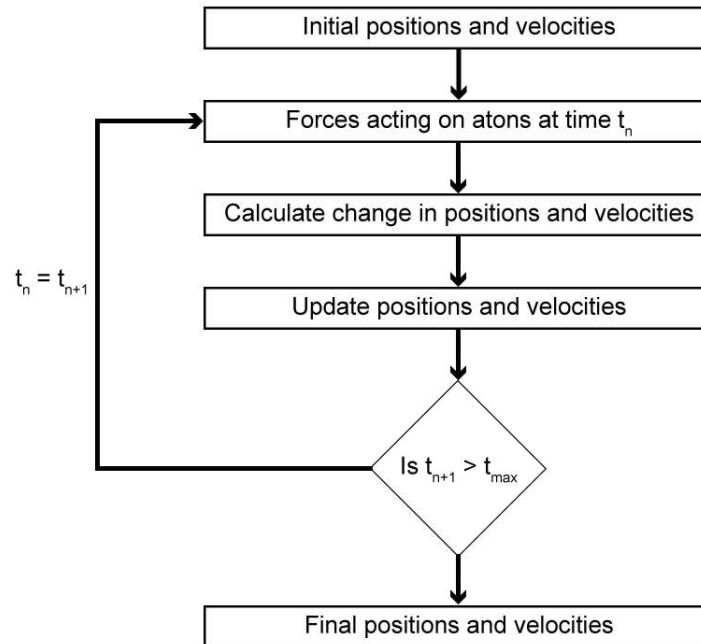 Initial positions and velocities
Forces acting on atons at time tₙ
Calculate change in positions and velocities
tₙ = tₙ₊₁
Update positions and velocities
Is tₙ₊₁ > tₘₐₓ
Final positions and velocities